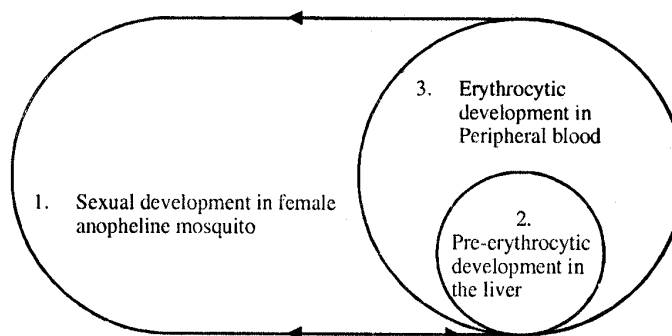 1. Sexual development in female
anopheline mosquito
2.
Pre-erythrocytic
development in
the liver
3. Erythrocytic
development in
Peripheral blood